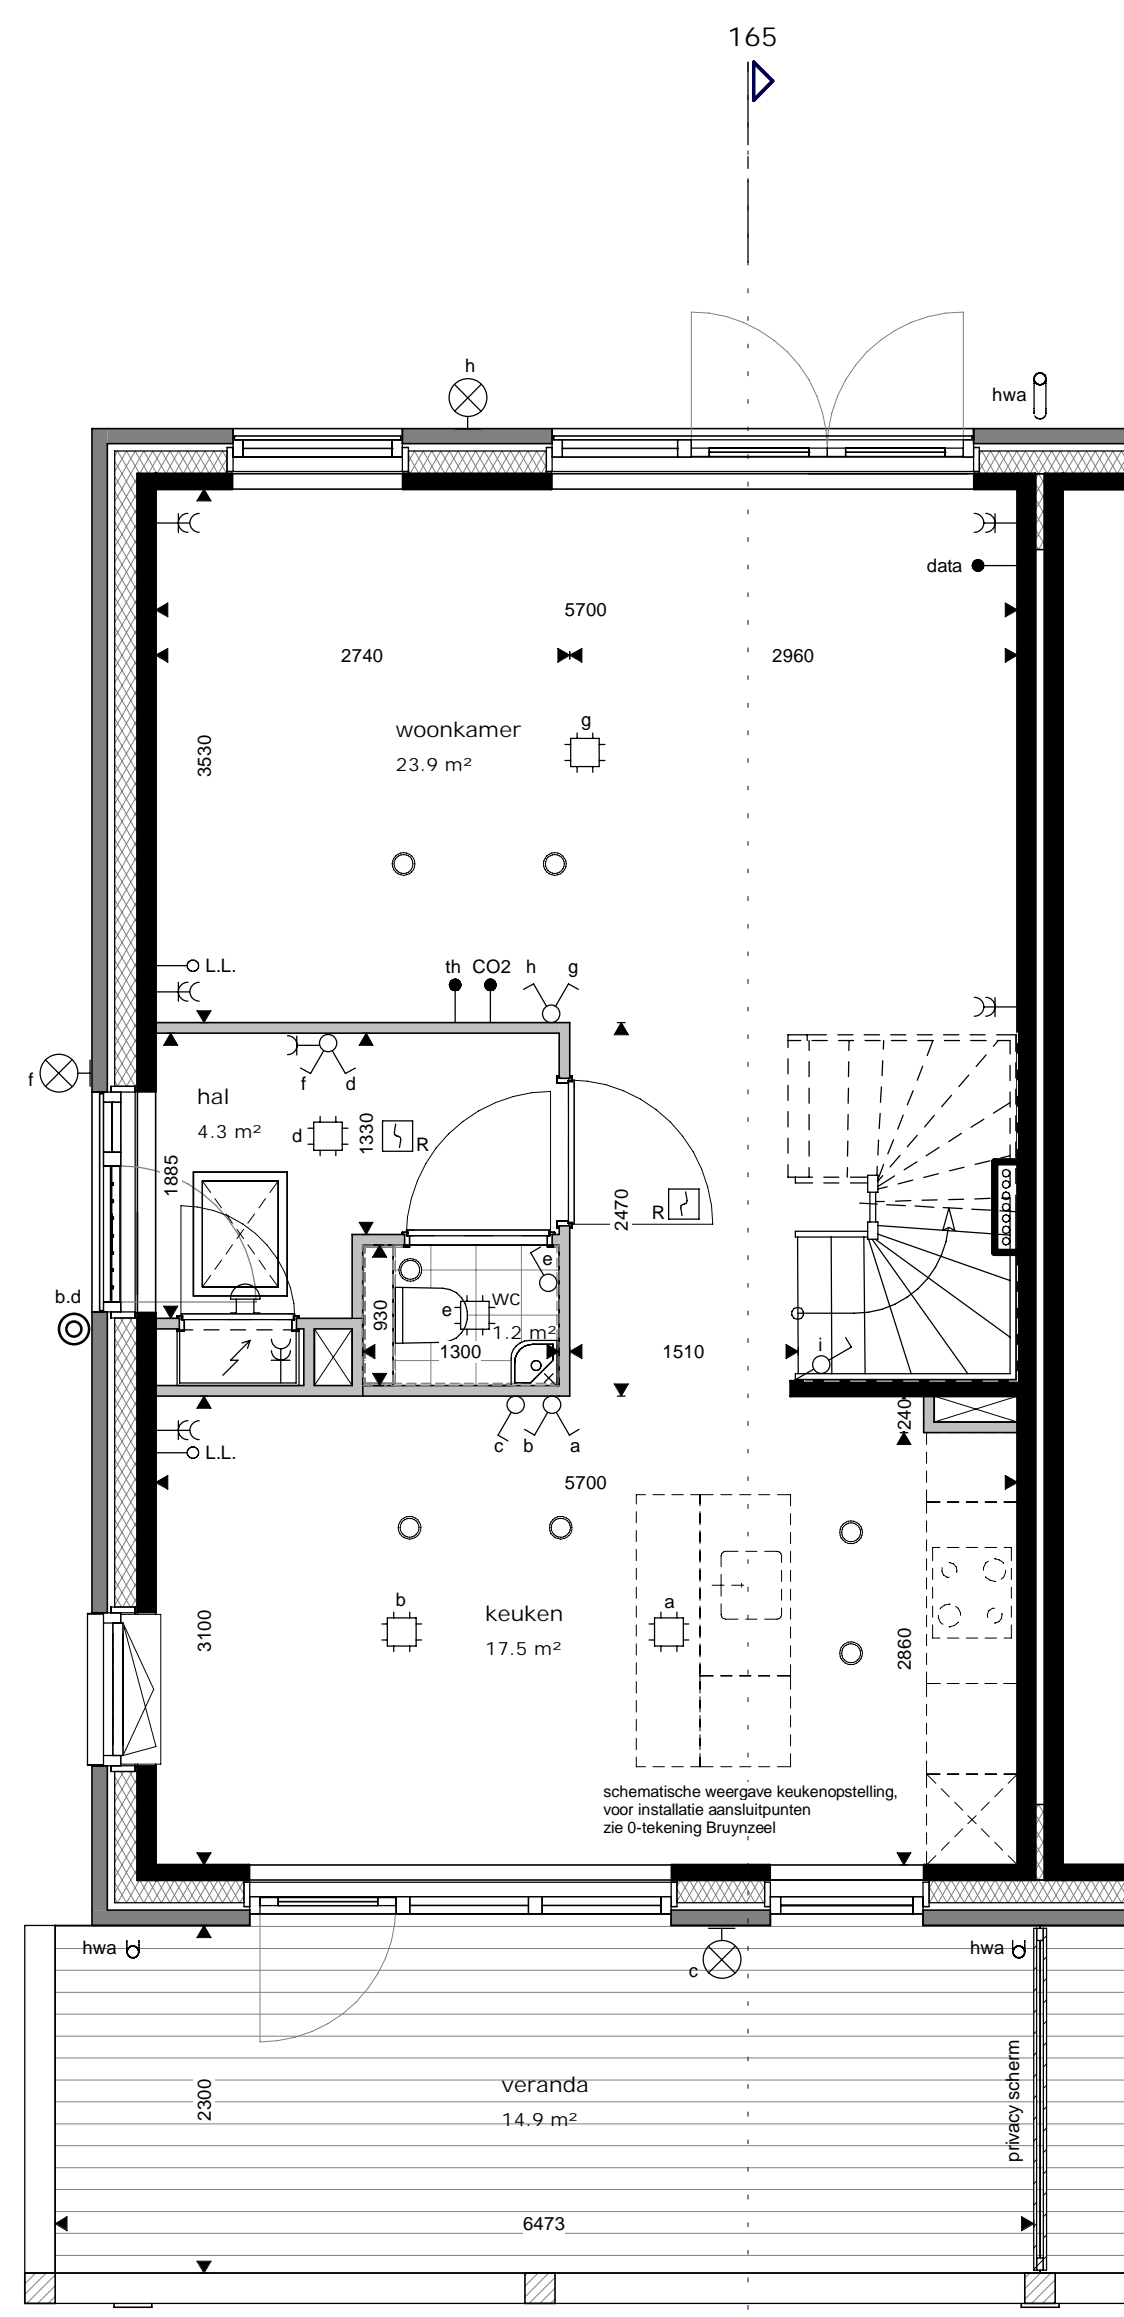 165
h
hwa
data
5700
2740
2960
woonkamer
23.9 m²
g
3530
L.L.
th
CO2
h
g
f
f
d
hal
4.3 m²
d
1330
R
1885
2470
R
b.d
e
WC
e
1.2 m²
930
1300
1510
i
240
c
b
a
L.L.
5700
b
a
keuken
17.5 m²
3100
2860
schematische weergave keukenopstelling,
voor installatie aansluitpunten
zie 0-tekening Bruynzeel
hwa
c
hwa
privacy scherm
veranda
14.9 m²
2300
6473